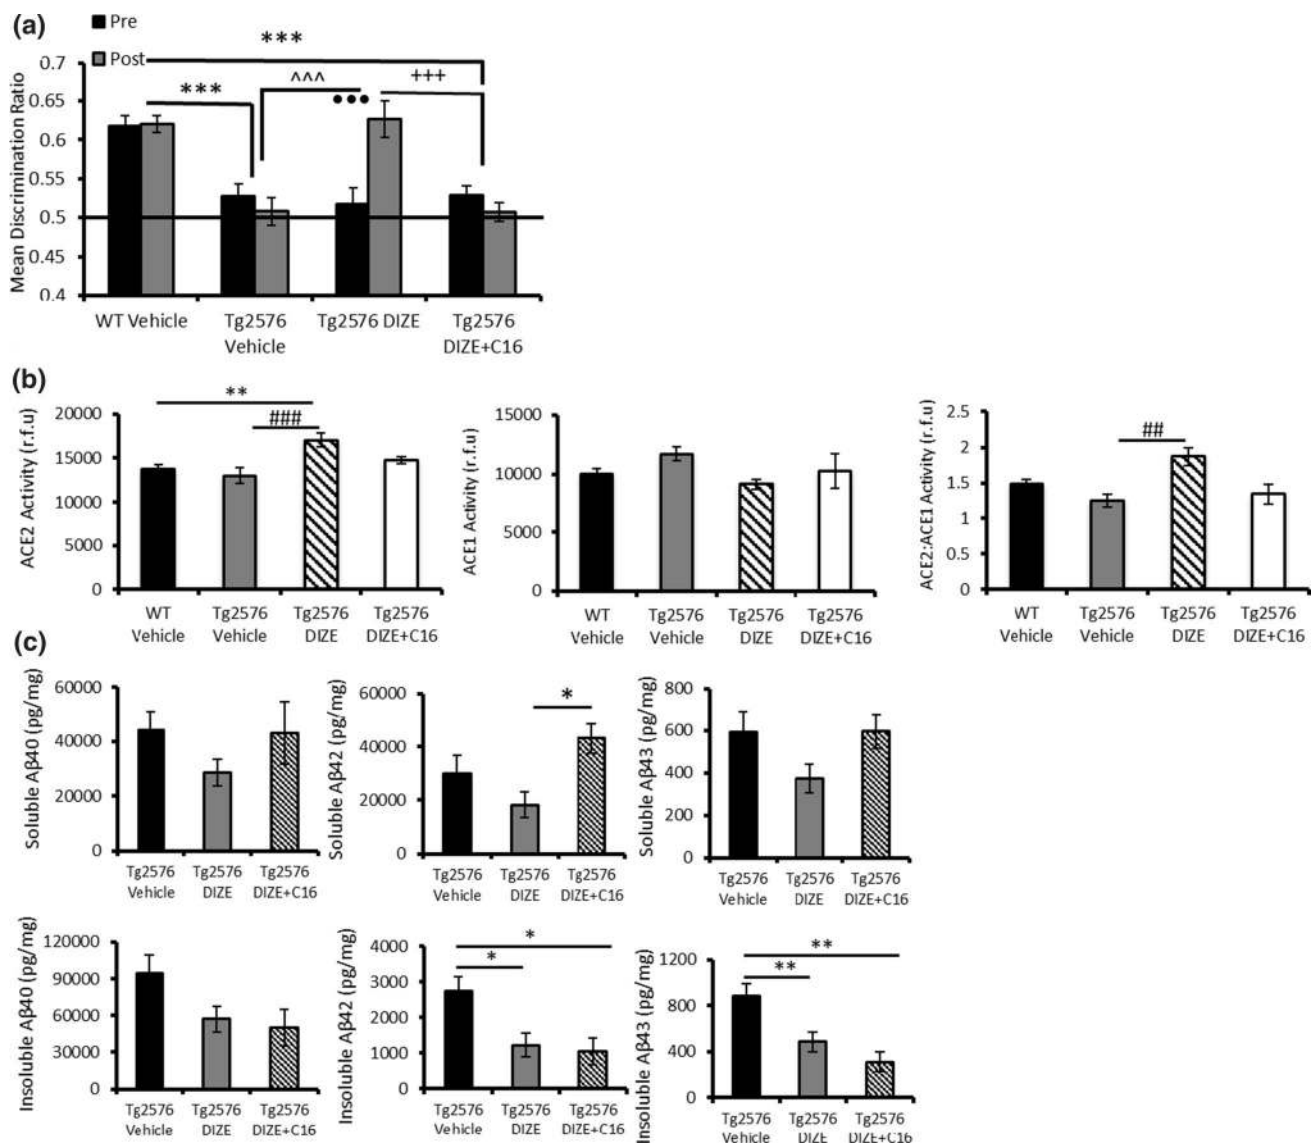 (a)
Pre
Post
***
***
^^^
+++
•••
Mean Discrimination Ratio
0.7
0.65
0.6
0.55
0.5
0.45
0.4
WT Vehicle
Tg2576
Vehicle
Tg2576 DIZE
Tg2576
DIZE+C16
(b)
ACE2 Activity (r.f.u)
20000
15000
10000
5000
0
**
###
WT
Vehicle
Tg2576
Vehicle
Tg2576
DIZE
Tg2576
DIZE+C16
ACE1 Activity (r.f.u)
15000
10000
5000
0
WT
Vehicle
Tg2576
Vehicle
Tg2576
DIZE
Tg2576
DIZE+C16
ACE2:ACE1 Activity (r.f.u)
2.5
2
1.5
1
0.5
0
##
WT
Vehicle
Tg2576
Vehicle
Tg2576
DIZE
Tg2576
DIZE+C16
(c)
Soluble Aβ40 (pg/mg)
60000
40000
20000
0
Tg2576
Vehicle
Tg2576
DIZE
Tg2576
DIZE+C16
Soluble Aβ42 (pg/mg)
60000
40000
20000
0
*
Tg2576
Vehicle
Tg2576
DIZE
Tg2576
DIZE+C16
Soluble Aβ43 (pg/mg)
800
600
400
200
0
Tg2576
Vehicle
Tg2576
DIZE
Tg2576
DIZE+C16
Insoluble Aβ40 (pg/mg)
120000
90000
60000
30000
0
Tg2576
Vehicle
Tg2576
DIZE
Tg2576
DIZE+C16
Insoluble Aβ42 (pg/mg)
4000
3000
2000
1000
0
*
*
Tg2576
Vehicle
Tg2576
DIZE
Tg2576
DIZE+C16
Insoluble Aβ43 (pg/mg)
1200
800
400
0
**
**
Tg2576
Vehicle
Tg2576
DIZE
Tg2576
DIZE+C16